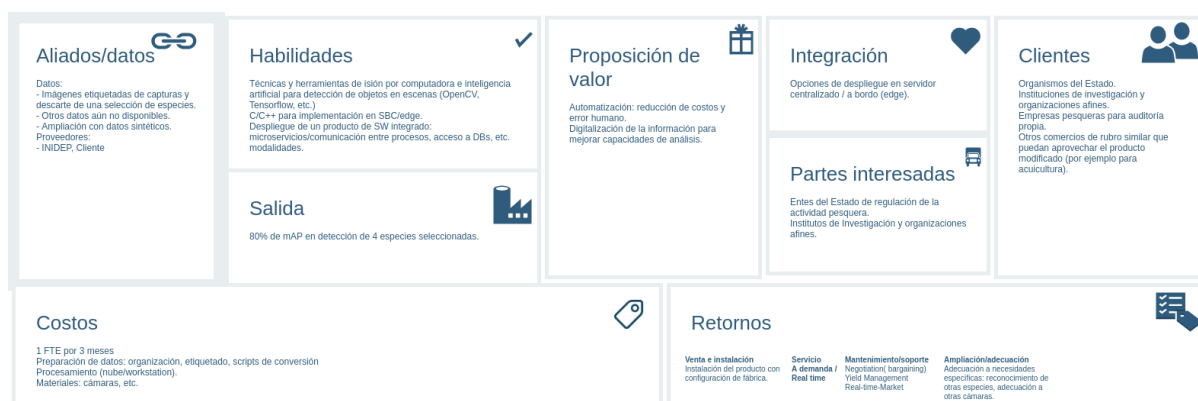 Aliados/datos
Datos:
- Imágenes etiquetadas de capturas y
descarte de una selección de especies.
- Otros datos aún no disponibles.
- Ampliación con datos sintéticos.
Proveedores:
- INIDEP, Cliente
Habilidades
Técnicas y herramientas de isión por computadora e inteligencia
artificial para detección de objetos en escenas (OpenCV,
Tensorflow, etc.)
C/C++ para implementación en SBC/edge.
Despliegue de un producto de SW integrado:
microservicios/comunicación entre procesos, acceso a DBs, etc.
modalidades.
Salida
80% de mAP en detección de 4 especies seleccionadas.
Proposición de
valor
Automatización: reducción de costos y
error humano.
Digitalización de la información para
mejorar capacidades de análisis.
Integración
Opciones de despliegue en servidor
centralizado / a bordo (edge).
Partes interesadas
Entes del Estado de regulación de la
actividad pesquera.
Institutos de Investigación y organizaciones
afines.
Clientes
Organismos del Estado.
Instituciones de investigación y
organizaciones afines.
Empresas pesqueras para auditoría
propia.
Otros comercios de rubro similar que
puedan aprovechar el producto
modificado (por ejemplo para
acuicultura).
Costos
1 FTE por 3 meses
Preparación de datos: organización, etiquetado, scripts de conversión
Procesamiento (nube/workstation).
Materiales: cámaras, etc.
Retornos
Venta e instalación
Instalación del producto con
configuración de fábrica.
Servicio
A demanda /
Real time
Mantenimiento/soporte
Negotiation( bargaining)
Yield Management
Real-time-Market
Ampliación/adecuación
Adecuación a necesidades
específicas: reconocimiento de
otras especies, adecuación a
otras cámaras.